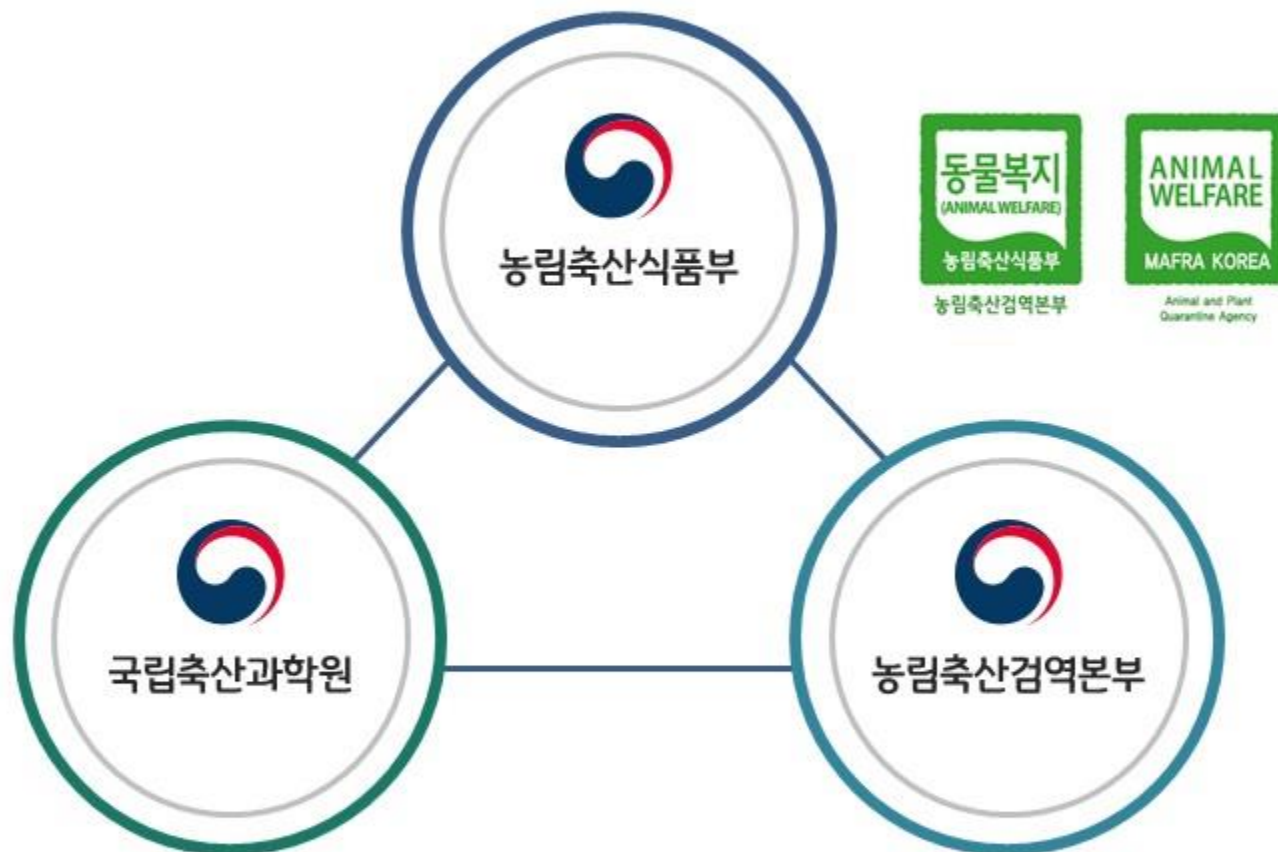 농림축산식품부
동물복지
(ANIMAL WELFARE)
농림축산식품부
농림축산검역본부
ANIMAL
WELFARE
MAFRA KOREA
Animal and Plant
Quarantine Agency
국립축산과학원
농림축산검역본부